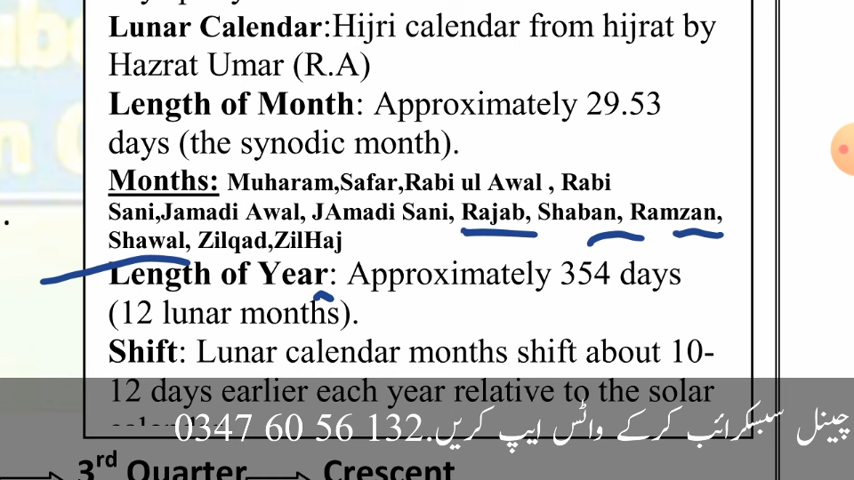 Lunar Calendar:Hijri calendar from hijrat by
Hazrat Umar (R.A)
Length of Month: Approximately 29.53
days (the synodic month).
Months: Muharam,Safar,Rabi ul Awal , Rabi
Sani,Jamadi Awal, JAmadi Sani, Rajab, Shaban, Ramzan,
Shawal, Zilqad,ZilHaj
Length of Year: Approximately 354 days
(12 lunar months).
Shift: Lunar calendar months shift about 10-
12 days earlier each year relative to the solar
چینل سبسکرائب کرکے واٹس ایپ کریں.0347 60 56 132
3rd Quarter
Crescent